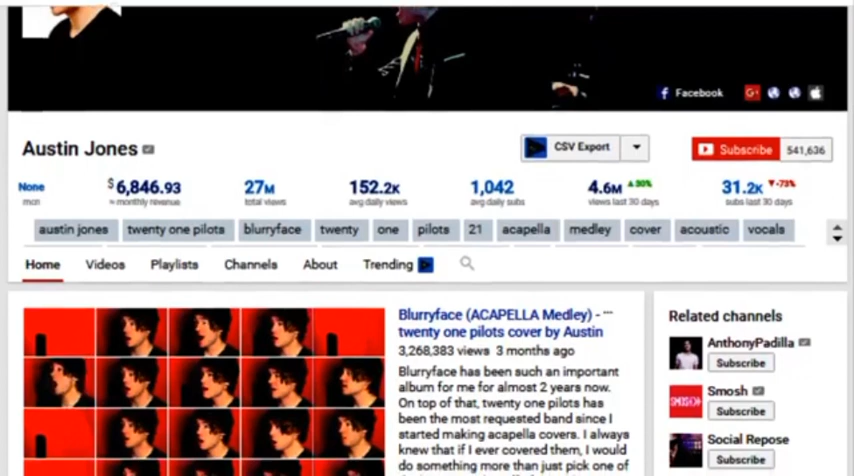 Facebook
Austin Jones
CSV Export
Subscribe 541,636
None $6,846.93 27M 152.2K 1,042 4.6M 30% 31.2K -73%
mcn ≈ monthly revenue total views avg daily views avg daily subs views last 30 days subs last 30 days
austin jones twenty one pilots blurryface twenty one pilots 21 acapella medley cover acoustic vocals
Home Videos Playlists Channels About Trending
Blurryface (ACAPELLA Medley) -
twenty one pilots cover by Austin
3,268,383 views 3 months ago
Blurryface has been such an important
album for me for almost 2 years now.
On top of that, twenty one pilots has
been the most requested band since I
started making acapella covers. I always
knew that if I ever covered them, I would
do something more than just pick one of
Related channels
AnthonyPadilla
Subscribe
SMOSH
Smosh
Subscribe
Social Repose
Subscribe